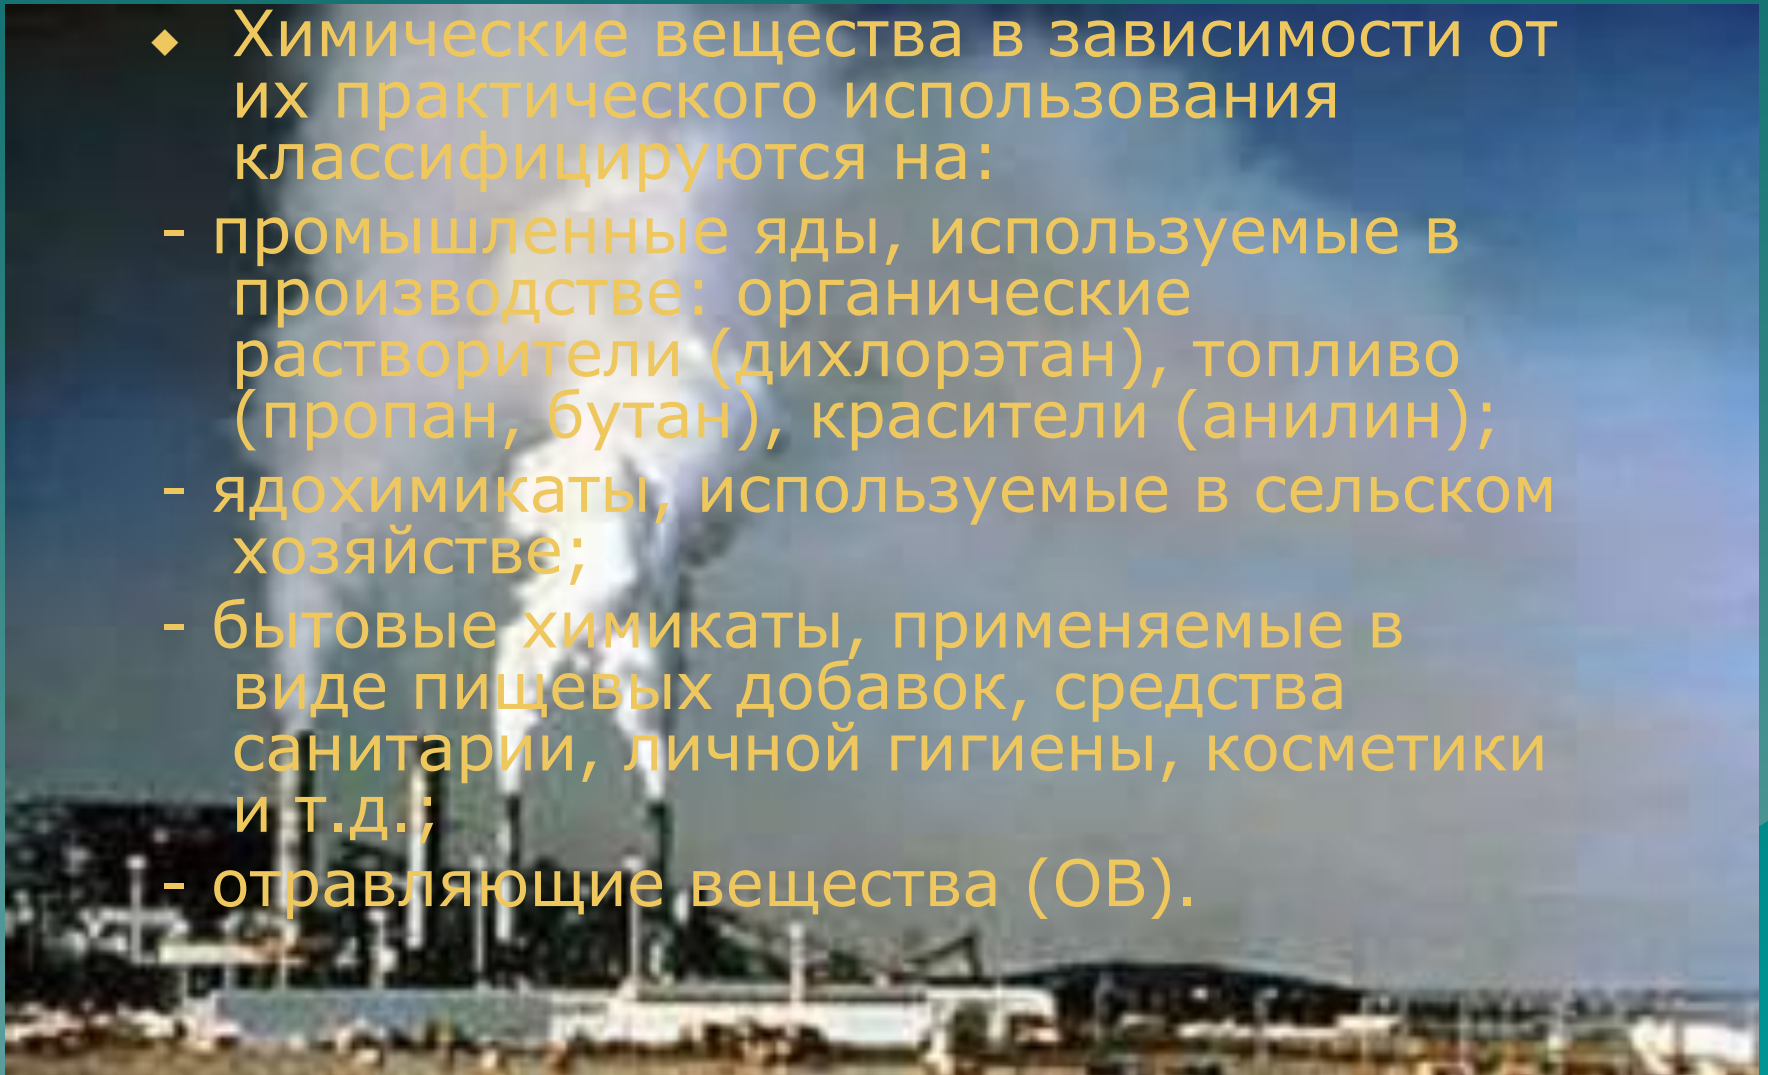 Химические вещества в зависимости от
их практического использования
классифицируются на:
- промышленные яды, используемые в
производстве: органические
растворители (дихлорэтан), топливо
(пропан, бутан), красители (анилин);
- ядохимикаты, используемые в сельском
хозяйстве;
- бытовые химикаты, применяемые в
виде пищевых добавок, средства
санитарии, личной гигиены, косметики
и т.д.;
- отравляющие вещества (ОВ).